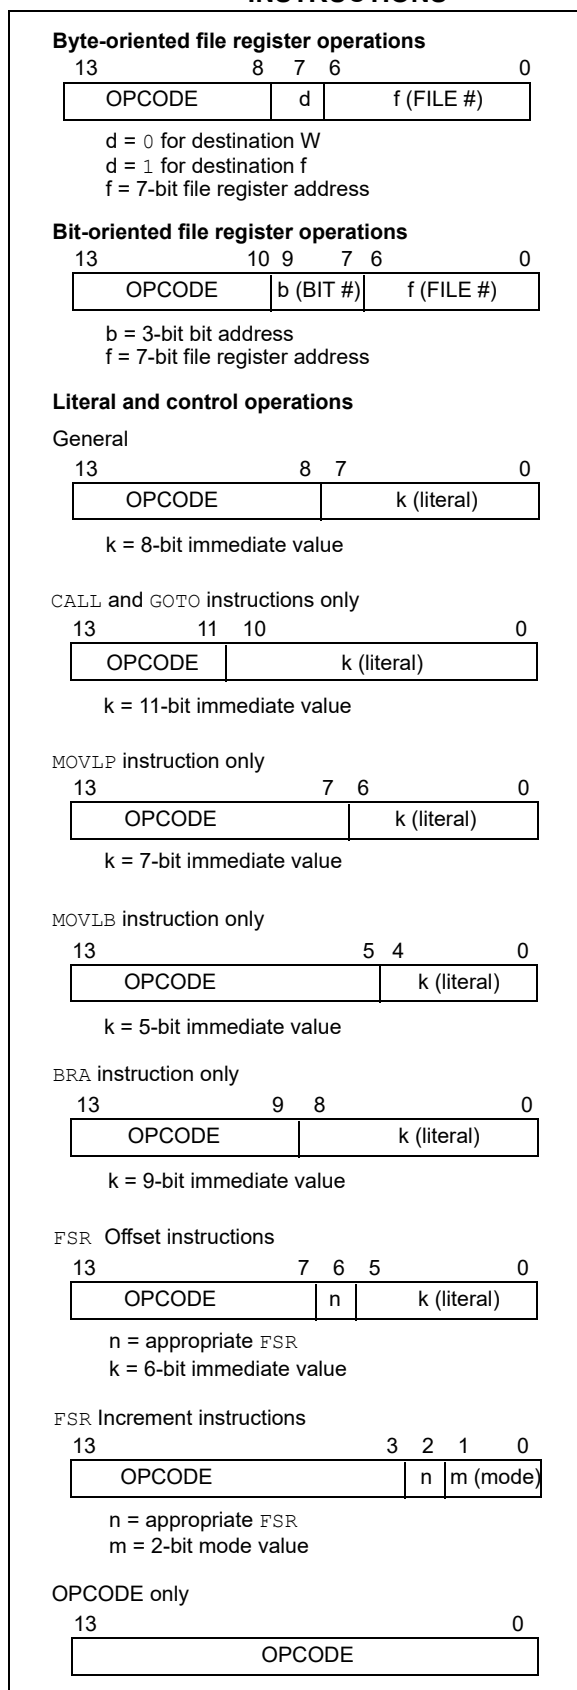 Byte-oriented file register operations
13 8 7 6 0
OPCODE d f (FILE #)
d = 0 for destination W
d = 1 for destination f
f = 7-bit file register address
Bit-oriented file register operations
13 10 9 7 6 0
OPCODE b (BIT #) f (FILE #)
b = 3-bit bit address
f = 7-bit file register address
Literal and control operations
General
13 8 7 0
OPCODE k (literal)
k = 8-bit immediate value
CALL and GOTO instructions only
13 11 10 0
OPCODE k (literal)
k = 11-bit immediate value
MOVLP instruction only
13 7 6 0
OPCODE k (literal)
k = 7-bit immediate value
MOVLB instruction only
13 5 4 0
OPCODE k (literal)
k = 5-bit immediate value
BRA instruction only
13 9 8 0
OPCODE k (literal)
k = 9-bit immediate value
FSR Offset instructions
13 7 6 5 0
OPCODE n k (literal)
n = appropriate FSR
k = 6-bit immediate value
FSR Increment instructions
13 3 2 1 0
OPCODE n m (mode)
n = appropriate FSR
m = 2-bit mode value
OPCODE only
13 0
OPCODE